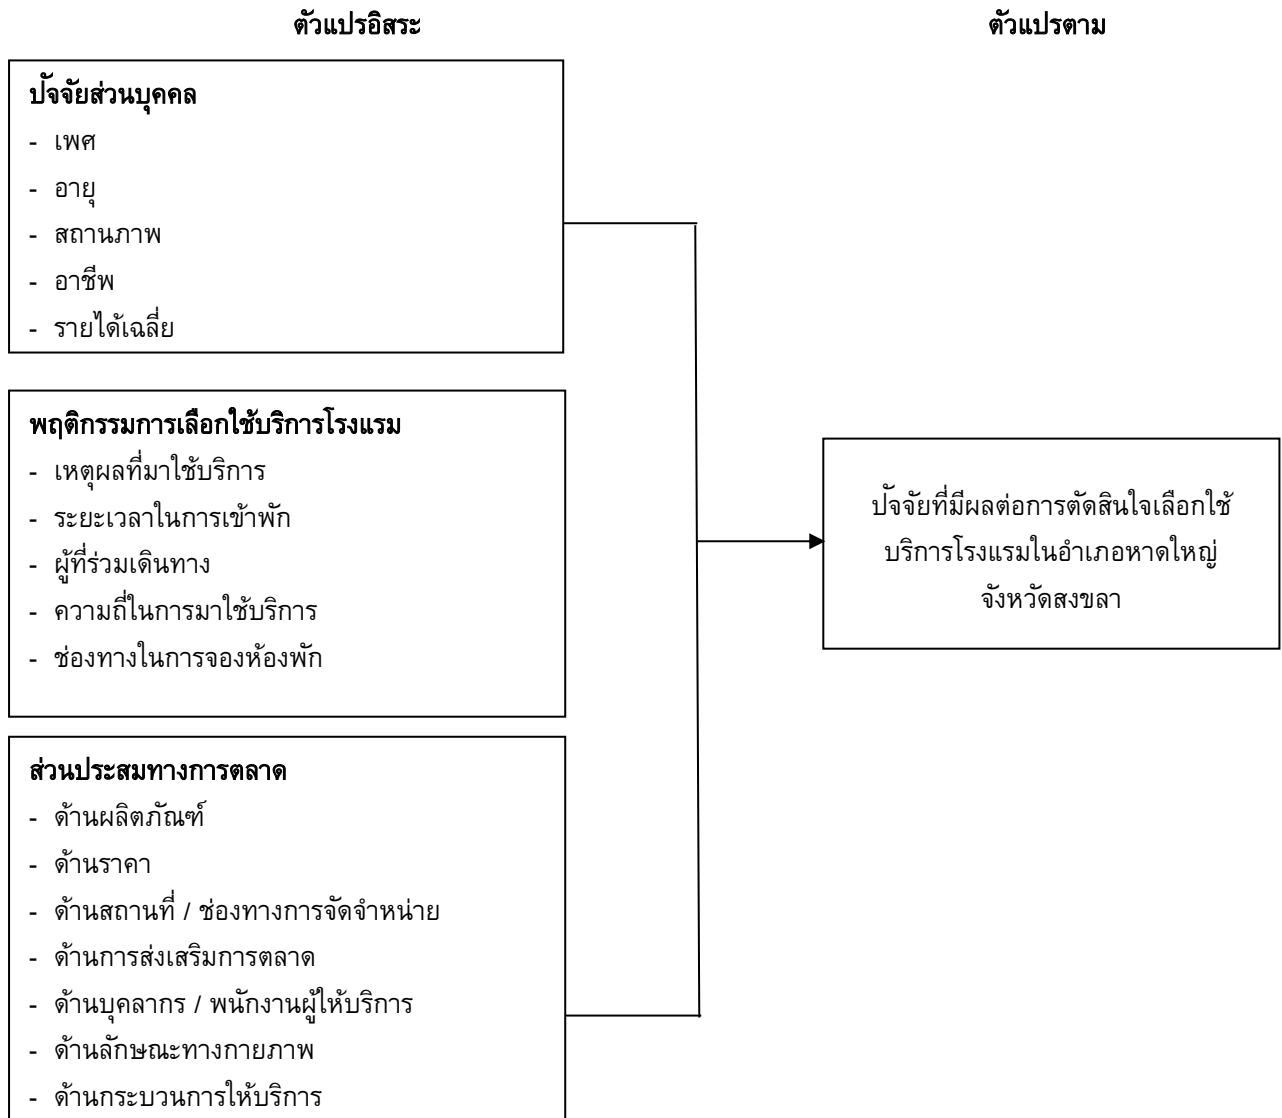 ตัวแปรอิสระ
ตัวแปรตาม
ปัจจัยส่วนบุคคล
- เพศ
- อายุ
- สถานภาพ
- อาชีพ
- รายได้เฉลี่ย
พฤติกรรมการเลือกใช้บริการโรงแรม
- เหตุผลที่มาใช้บริการ
- ระยะเวลาในการเข้าพัก
- ผู้ที่ร่วมเดินทาง
- ความถี่ในการมาใช้บริการ
- ช่องทางในการจองห้องพัก
ส่วนประสมทางการตลาด
- ด้านผลิตภัณฑ์
- ด้านราคา
- ด้านสถานที่ / ช่องทางการจัดจำหน่าย
- ด้านการส่งเสริมการตลาด
- ด้านบุคลากร / พนักงานผู้ให้บริการ
- ด้านลักษณะทางกายภาพ
- ด้านกระบวนการให้บริการ
ปัจจัยที่มีผลต่อการตัดสินใจเลือกใช้
บริการโรงแรมในอำเภอหาดใหญ่
จังหวัดสงขลา